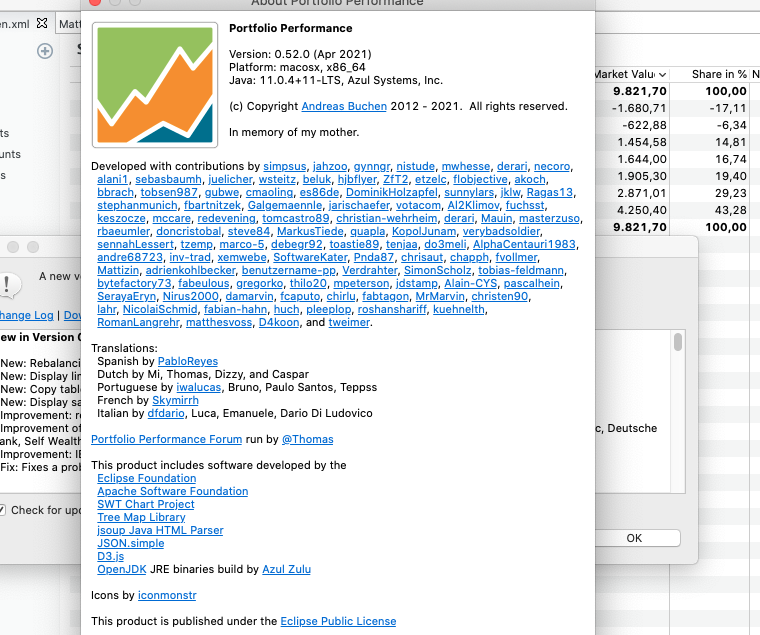 About Portfolio Performance
en.xml
Matt
ts
unts
s
Portfolio Performance
Version: 0.52.0 (Apr 2021)
Platform: macosx, x86_64
Java: 11.0.4+11-LTS, Azul Systems, Inc.
(c) Copyright Andreas Buchen 2012 - 2021.  All rights reserved.
In memory of my mother.
Developed with contributions by simpsus, jahzoo, gynngr, nistude, mwhesse, derari, necoro,
alani1, sebasbaumh, juelicher, wsteitz, beluk, hjbflyer, ZfT2, etzelc, flobjective, akoch,
bbrach, tobsen987, gubwe, cmaoling, es86de, DominikHolzapfel, sunnylars, jklw, Ragas13,
stephanmunich, fbartnitzek, Galgemaennle, jarischaefer, votacom, Al2Klimov, fuchsst,
keszocze, mccare, redevening, tomcastro89, christian-wehrheim, derari, Mauin, masterzuso,
rbaeumler, doncristobal, steve84, MarkusTiede, quapla, KopolJunam, verybadsoldier,
sennahLessert, tzemp, marco-5, debegr92, toastie89, tenjaa, do3meli, AlphaCentauri1983,
andre68723, inv-trad, xemwebe, SoftwareKater, Pnda87, chrisaut, chapph, fvollmer,
Mattizin, adrienkohlbecker, benutzername-pp, Verdrahter, SimonScholz, tobias-feldmann,
bytefactory73, fabeulous, gregorko, thilo20, mpeterson, jdstamp, Alain-CYS, pascalhein,
SerayaEryn, Nirus2000, damarvin, fcaputo, chirlu, fabtagon, MrMarvin, christen90,
lahr, NicolaiSchmid, fabian-hahn, huch, pleeplop, roshanshariff, kuehnelth,
RomanLangrehr, matthesvoss, D4koon, and tweimer.
Translations:
Spanish by PabloReyes
Dutch by Mi, Thomas, Dizzy, and Caspar
Portuguese by iwalucas, Bruno, Paulo Santos, Teppss
French by Skymirrh
Italian by dfdario, Luca, Emanuele, Dario Di Ludovico
Portfolio Performance Forum run by @Thomas
This product includes software developed by the
Eclipse Foundation
Apache Software Foundation
SWT Chart Project
Tree Map Library
jsoup Java HTML Parser
JSON.simple
D3.js
OpenJDK JRE binaries build by Azul Zulu
Icons by iconmonstr
This product is published under the Eclipse Public License
A new ve
hange Log | Dow
ew in Version 0
New: Rebalanci
New: Display lin
New: Copy table
New: Display sa
Improvement: re
Improvement of
ank, Self Wealth
Improvement: IE
Fix: Fixes a prob
Check for upd
c, Deutsche
OK
Market Value Share in % N
9.821,70 100,00
-1.680,71 -17,11
-622,88 -6,34
1.454,58 14,81
1.644,00 16,74
1.905,30 19,40
2.871,01 29,23
4.250,40 43,28
9.821,70 100,00